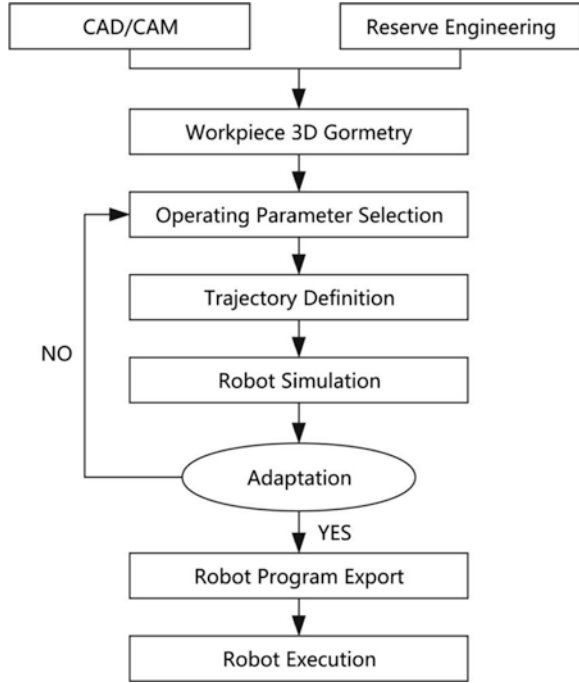 CAD/CAM
Reserve Engineering
Workpiece 3D Gormetry
Operating Parameter Selection
Trajectory Definition
NO
Robot Simulation
Adaptation
YES
Robot Program Export
Robot Execution